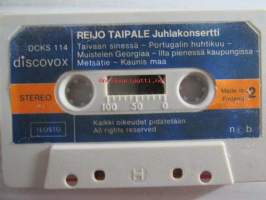 REIJO TAIPALE Juhlakonsertti
DCKS 114
Taivaan sinessä – Portugalin huhtikuu –
Muistelen Georgiaa – Ilta pienessä kaupungissa –
Metsätie – Kaunis maa
discovox
STEREO
Made in Finland
2
100 50 0
TEOSTO
Kaikki oikeudet pidätetään
All rights reserved
n b